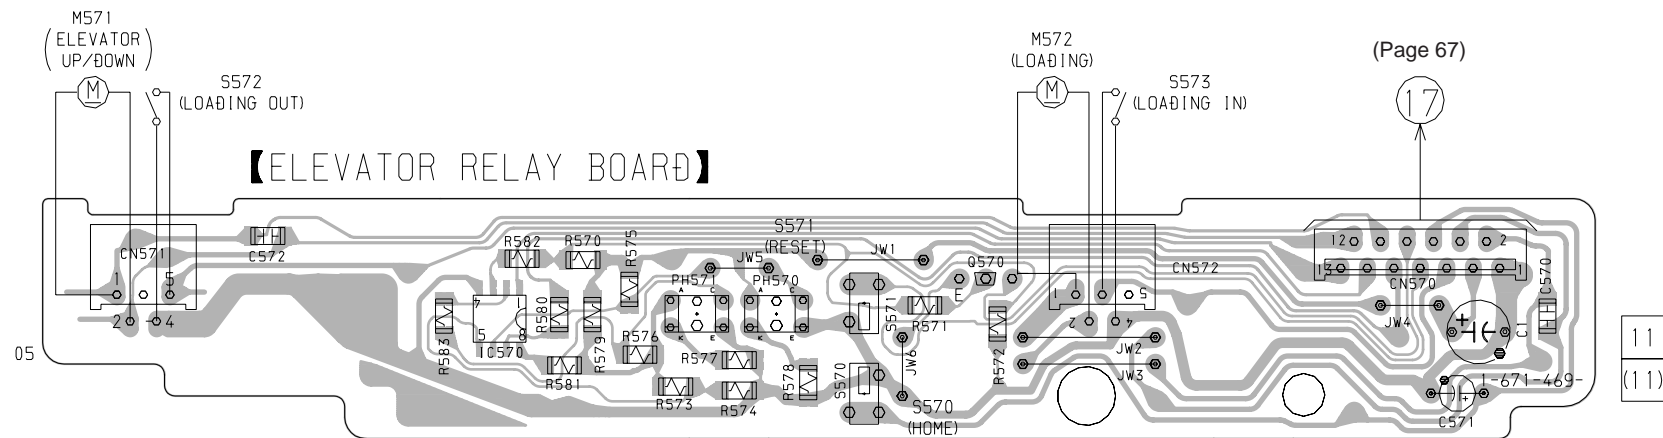 M571
(ELEVATOR
UP/DOWN)
M
S572
(LOADING OUT)
M572
(LOADING)
M
S573
(LOADING IN)
(Page 67)
17
【ELEVATOR RELAY BOARD】
CN571
1
5
2
4
C572
R582
R570
R575
S571
(RESET)
JW5
JW1
PH571
PH570
A
C
K
E
Q570
E
CN572
1
5
2
4
12
2
13
1
CN570
C570
R583
4
1
5
8
IC570
R580
R579
R576
R577
R581
R573
R574
R578
S571
R571
S570
JW6
S570
(HOME)
R572
JW2
JW3
JW4
C1
1-671-469-
C571
05
11
(11)